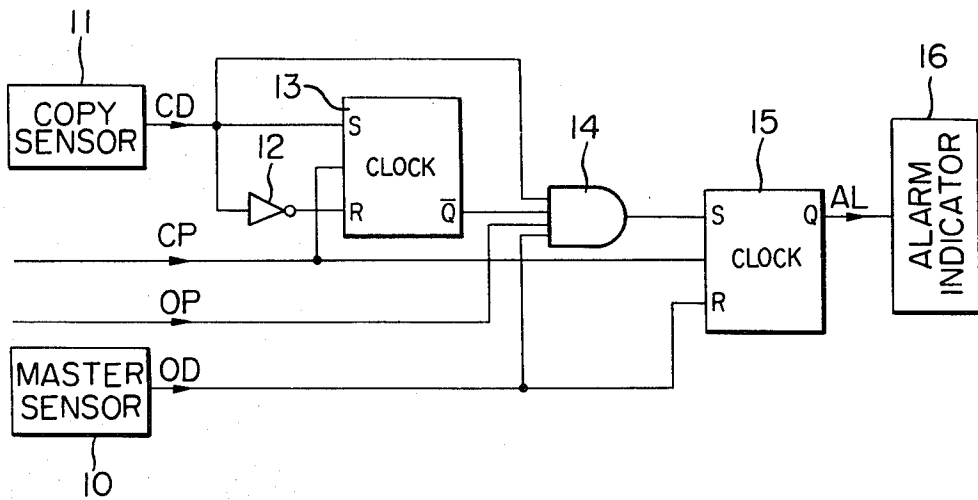 11
COPY
SENSOR
CD
13
S
CLOCK
R
Q̅
12
14
15
S
Q
CLOCK
R
AL
16
ALARM
INDICATOR
CP
OP
OD
MASTER
SENSOR
10